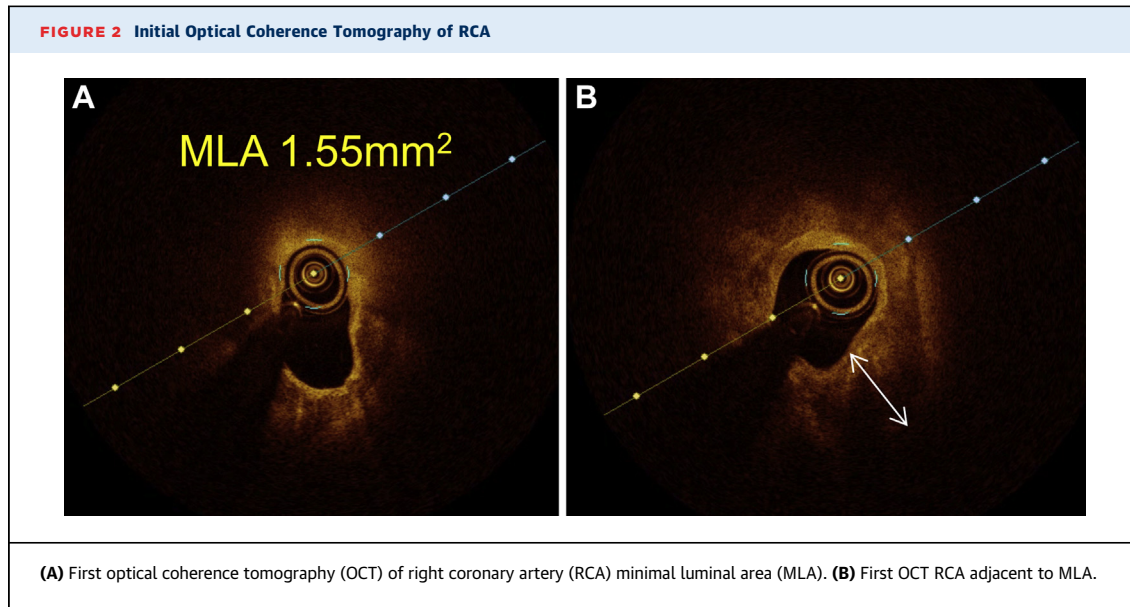 FIGURE 2 Initial Optical Coherence Tomography of RCA
A
B
MLA 1.55mm²
(A) First optical coherence tomography (OCT) of right coronary artery (RCA) minimal luminal area (MLA). (B) First OCT RCA adjacent to MLA.